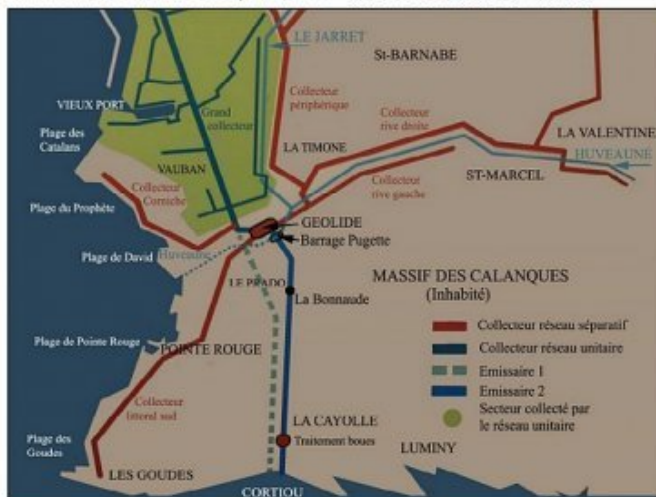 LE JARRET
St-BARNABE
VIEUX PORT
Grand
collecteur
Collecteur
périphérique
Collecteur
rive droite
LA VALENTINE
Plage des
Catalans
LA TIMONE
HUVEAUNE
VAUBAN
Collecteur
Corniche
Collecteur
rive gauche
ST-MARCEL
Plage du Prophète
GEOLIDE
Barrage Pugette
Plage de David
Huveaune
MASSIF DES CALANQUES
(Inhabité)
LE PRADO
La Bonnaude
Plage de Pointe Rouge
POINTE ROUGE
Collecteur réseau séparatif
Collecteur réseau unitaire
Emissaire 1
Emissaire 2
Secteur collecté par
le réseau unitaire
Collecteur
littoral sud
LA CAYOLLE
Traitement boues
LUMINY
Plage des
Goudes
LES GOUDES
CORTIOU